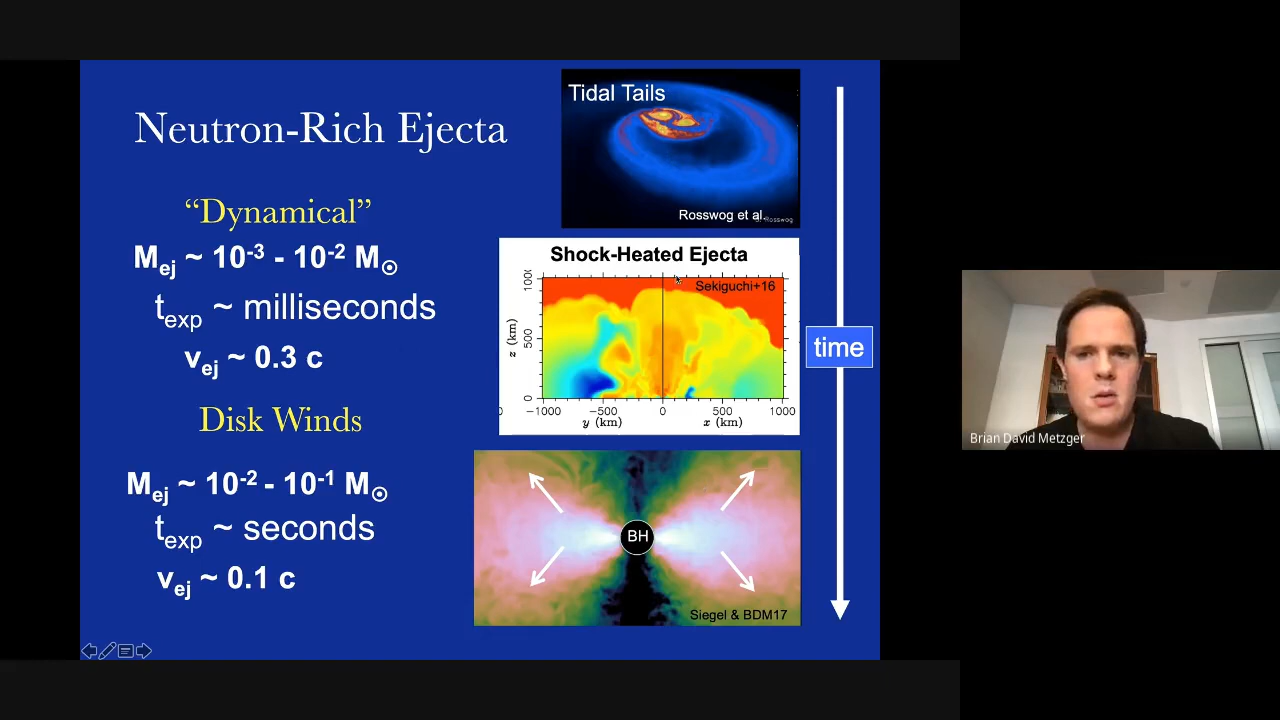 Neutron-Rich Ejecta
“Dynamical”
Mej ~ 10-3 - 10-2 M⊙
texp ~ milliseconds
vej ~ 0.3 c
Disk Winds
Mej ~ 10-2 - 10-1 M⊙
texp ~ seconds
vej ~ 0.1 c
Tidal Tails
Rosswog et al.
Rosswog
Shock-Heated Ejecta
Sekiguchi+16
z (km)
500
0
−1000 −500 0 500 1000
y (km) x (km)
BH
Siegel & BDM17
time
Brian David Metzger